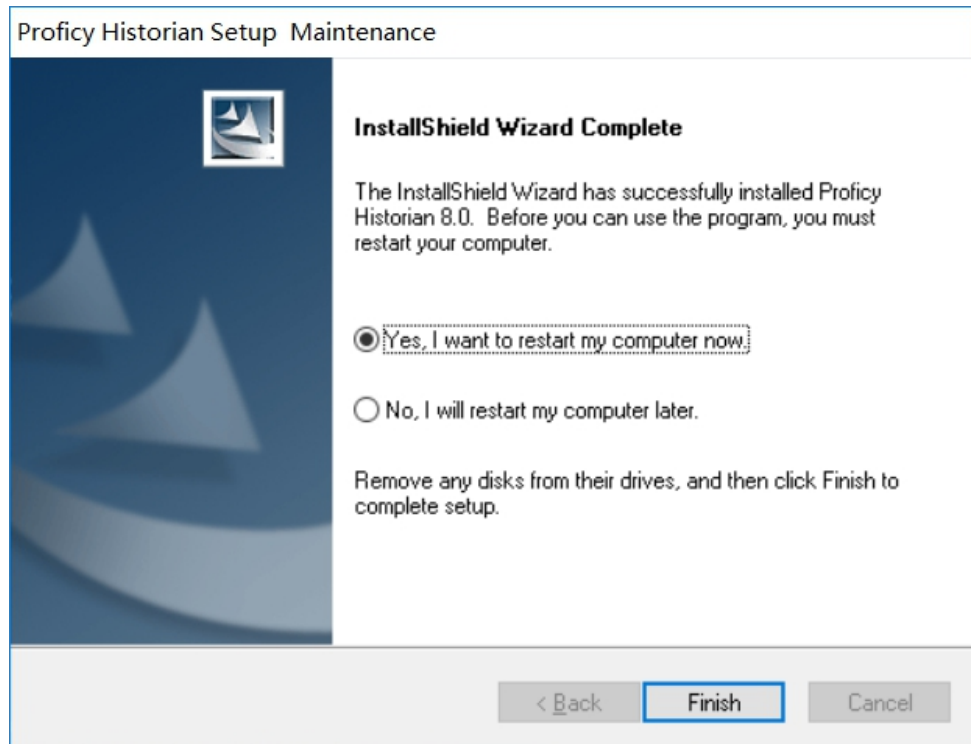 Proficy Historian Setup  Maintenance
InstallShield Wizard Complete
The InstallShield Wizard has successfully installed Proficy
Historian 8.0.  Before you can use the program, you must
restart your computer.
Yes, I want to restart my computer now.
No, I will restart my computer later.
Remove any disks from their drives, and then click Finish to
complete setup.
< Back Finish Cancel